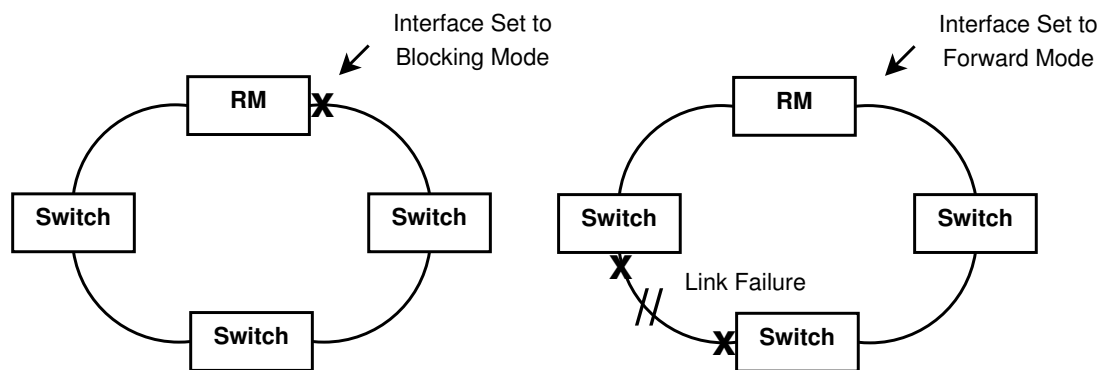 Interface Set to
Blocking Mode
RM
X
Switch
Switch
Switch
Interface Set to
Forward Mode
RM
Switch
Switch
X
Link Failure
//
X
Switch